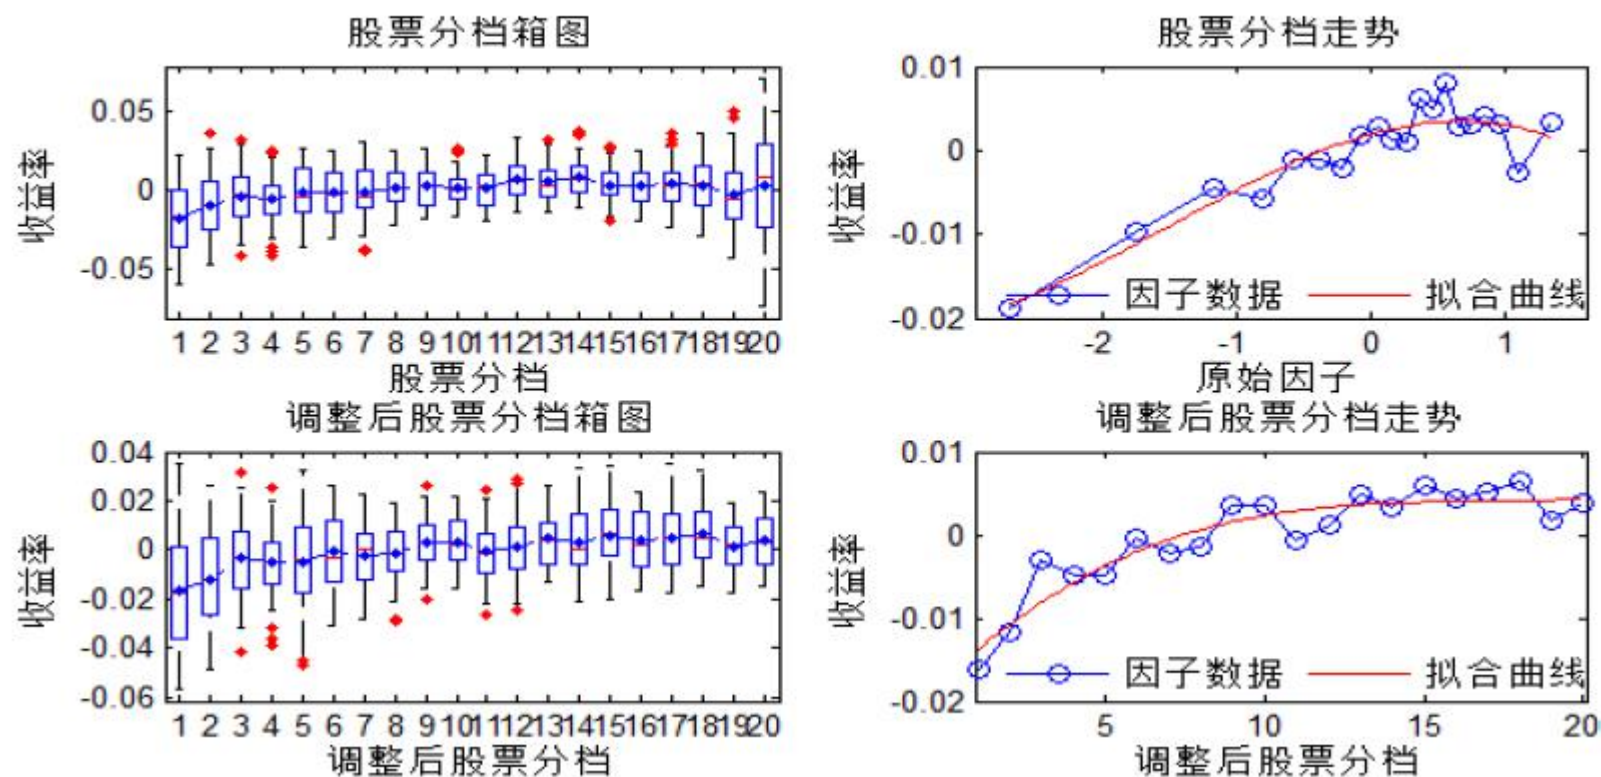 股票分档箱图
0.05
0
-0.05
收益率
1 2 3 4 5 6 7 8 9 10 11 12 13 14 15 16 17 18 19 20
股票分档
股票分档走势
0.01
0
-0.01
-0.02
收益率
因子数据 拟合曲线
-2 -1 0 1
原始因子
调整后股票分档箱图
0.04
0.02
0
-0.02
-0.04
-0.06
收益率
1 2 3 4 5 6 7 8 9 10 11 12 13 14 15 16 17 18 19 20
调整后股票分档
调整后股票分档走势
0.01
0
-0.01
-0.02
收益率
因子数据 拟合曲线
5 10 15 20
调整后股票分档